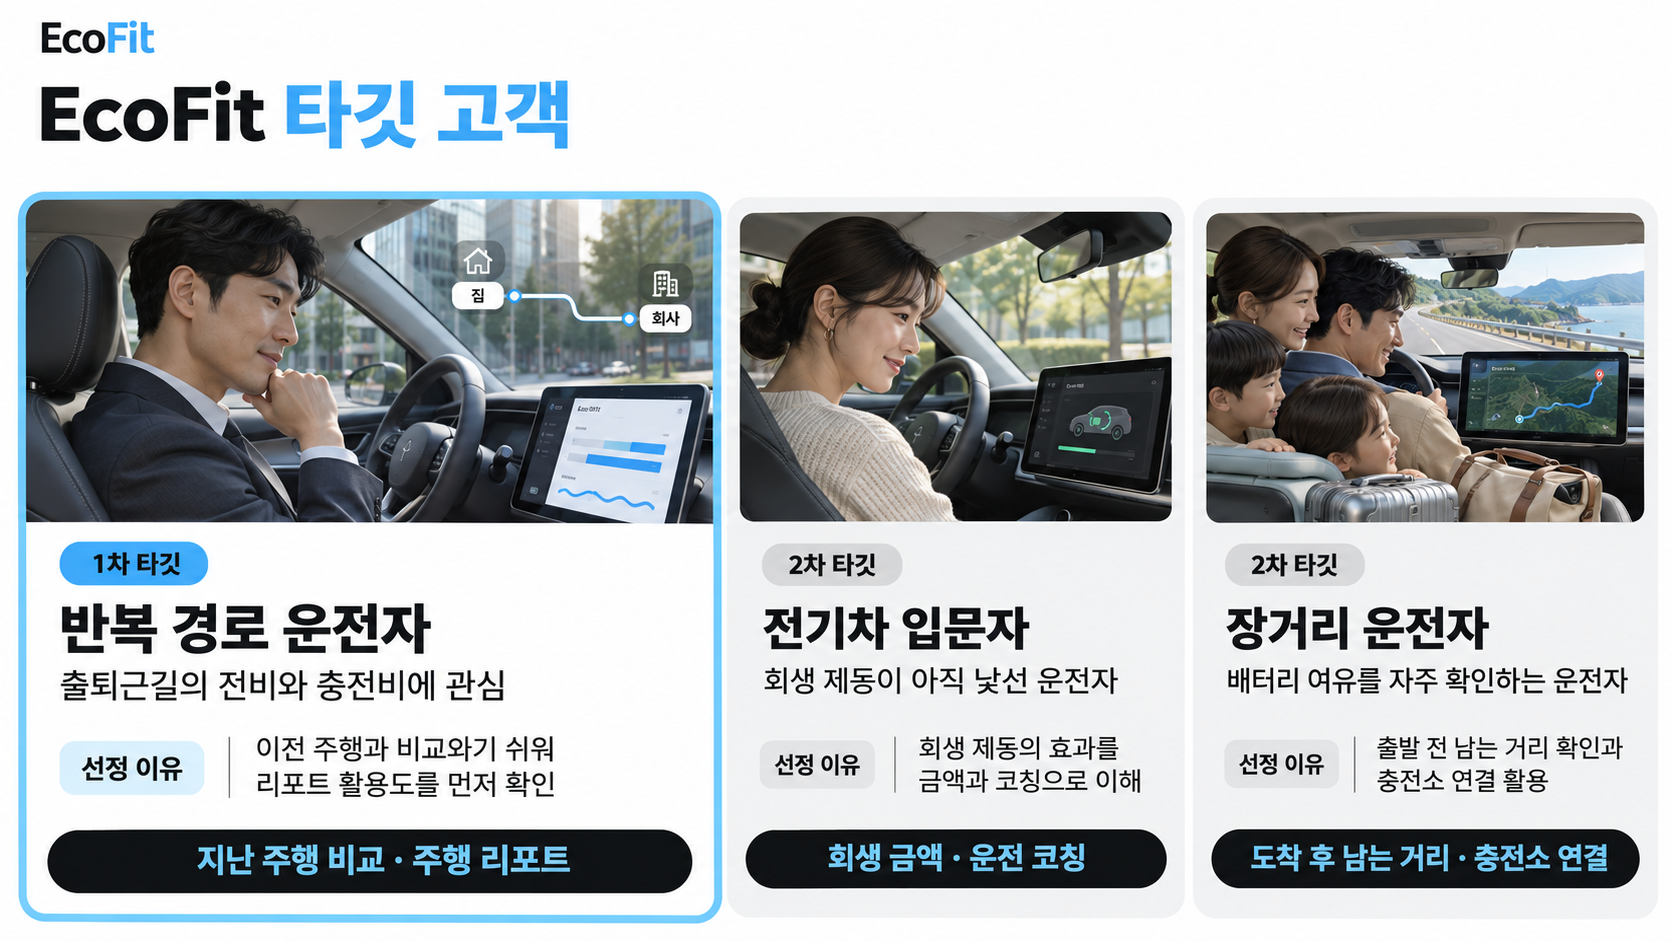 EcoFit
EcoFit 타깃 고객
짐
회사
1차 타깃
반복 경로 운전자
출퇴근길의 전비와 충전비에 관심
선정 이유
이전 주행과 비교와기 쉬워
리포트 활용도를 먼저 확인
지난 주행 비교 · 주행 리포트
2차 타깃
전기차 입문자
회생 제동이 아직 낯선 운전자
선정 이유
회생 제동의 효과를
금액과 코칭으로 이해
회생 금액 · 운전 코칭
2차 타깃
장거리 운전자
배터리 여유를 자주 확인하는 운전자
선정 이유
출발 전 남는 거리 확인과
충전소 연결 활용
도착 후 남는 거리 · 충전소 연결